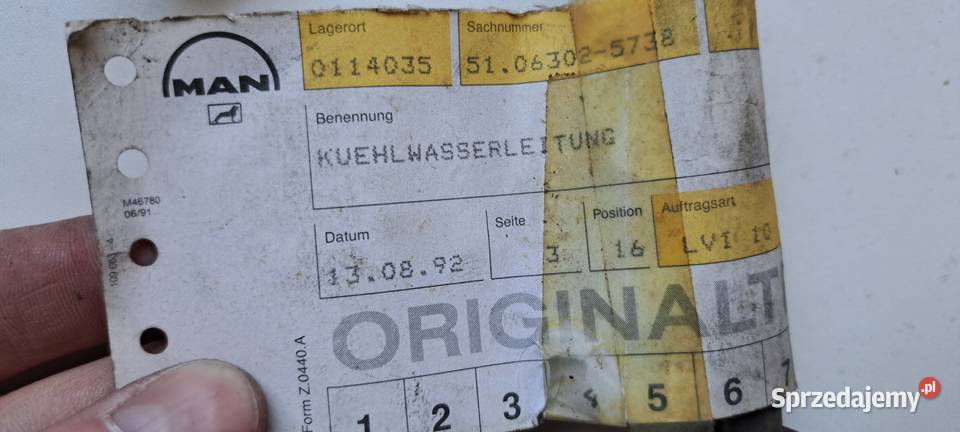 MAN
Lagerort
0114035
Sachnummer
51.06302-5738
Benennung
KUEHLWASSERLEITUNG
M46780
06/91
Datum
13.08.92
Seite
3
Position
16
Auftragsart
LVI 10
ORIGINALT
Form Z.0440.A
1 2 3 4 5 6 7
Sprzedajemy.pl